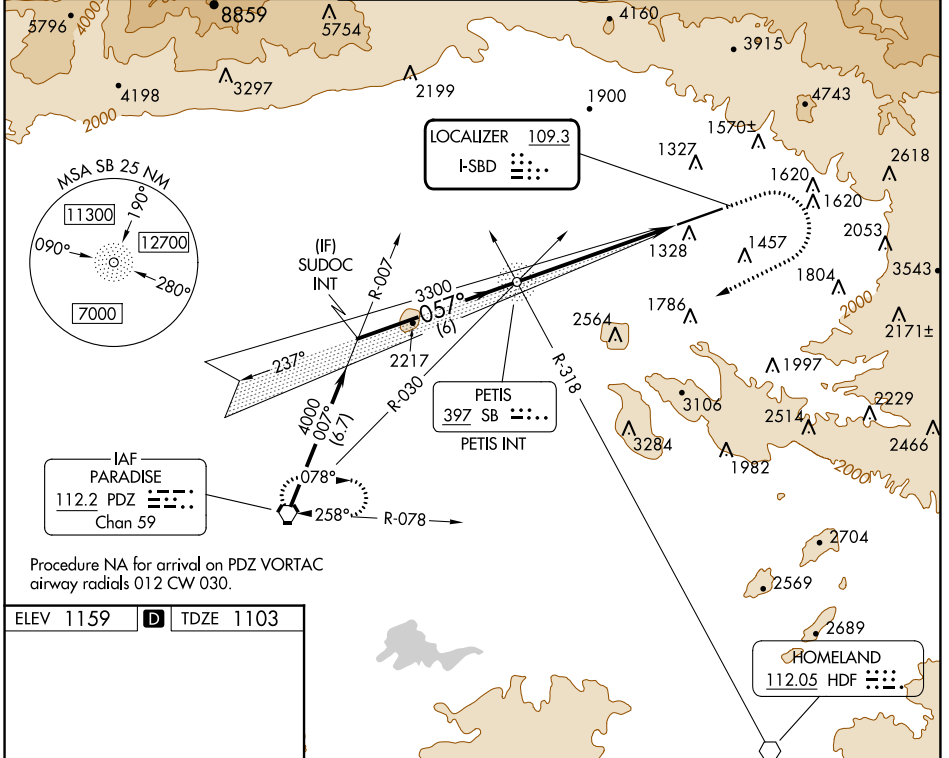 5796
4000
8859
5754
4160
3915
4198
3297
2199
1900
4743
2000
1570±
LOCALIZER 109.3
I-SBD
1327
2618
1620
1620
MSA SB 25 NM
11300
190°
090°
12700
280°
7000
(IF)
SUDOC
INT
R-007
3300
057°
(6)
1328
1457
2053
1804
3543
2000
1786
2171±
2564
237°
2217
R-030
R-318
1997
PETIS
397 SB
PETIS INT
3106
2514
2229
4000
007°
(6.7)
3284
1982
2466
2000
IAF
PARADISE
112.2 PDZ
Chan 59
078°
258°
R-078
2704
Procedure NA for arrival on PDZ VORTAC
airway radials 012 CW 030.
2569
ELEV 1159 D TDZE 1103
2689
HOMELAND
112.05 HDF